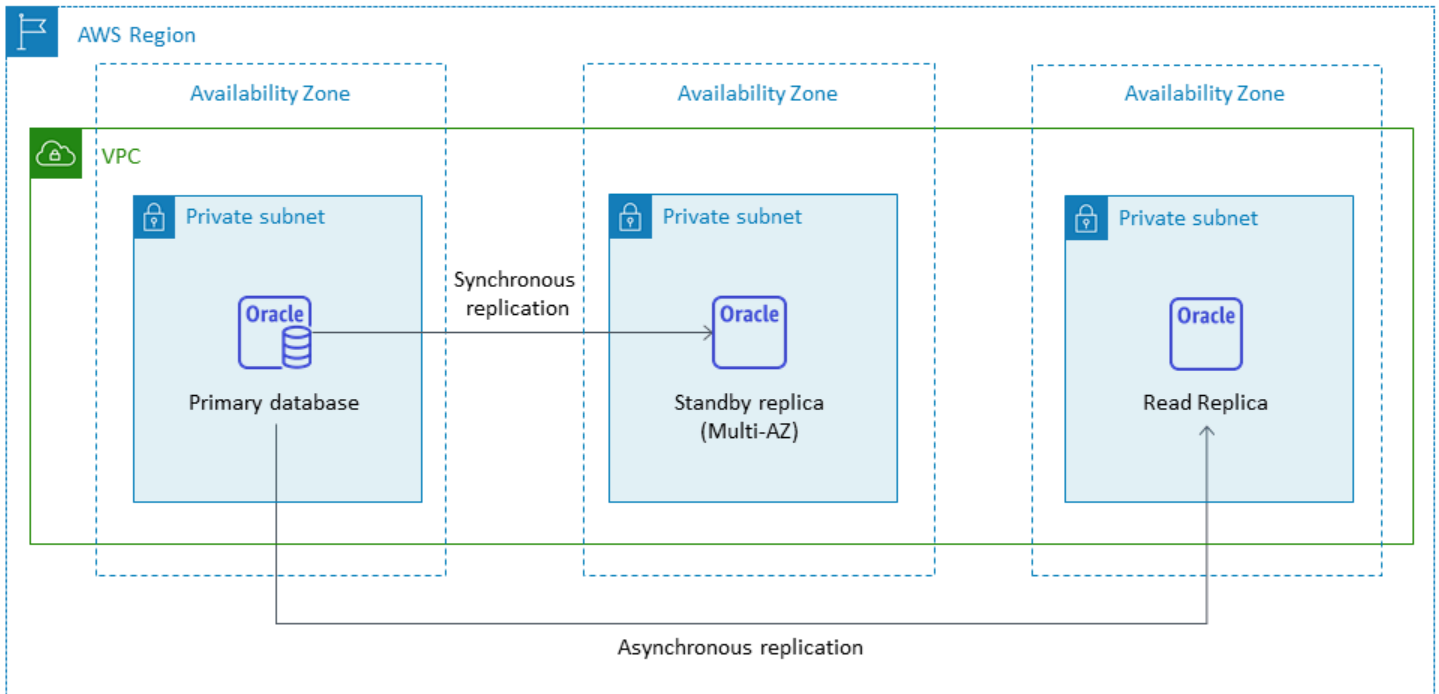 AWS Region
Availability Zone
Availability Zone
Availability Zone
VPC
Private subnet
Private subnet
Private subnet
Synchronous
replication
Oracle
Oracle
Oracle
Primary database
Standby replica
(Multi-AZ)
Read Replica
Asynchronous replication